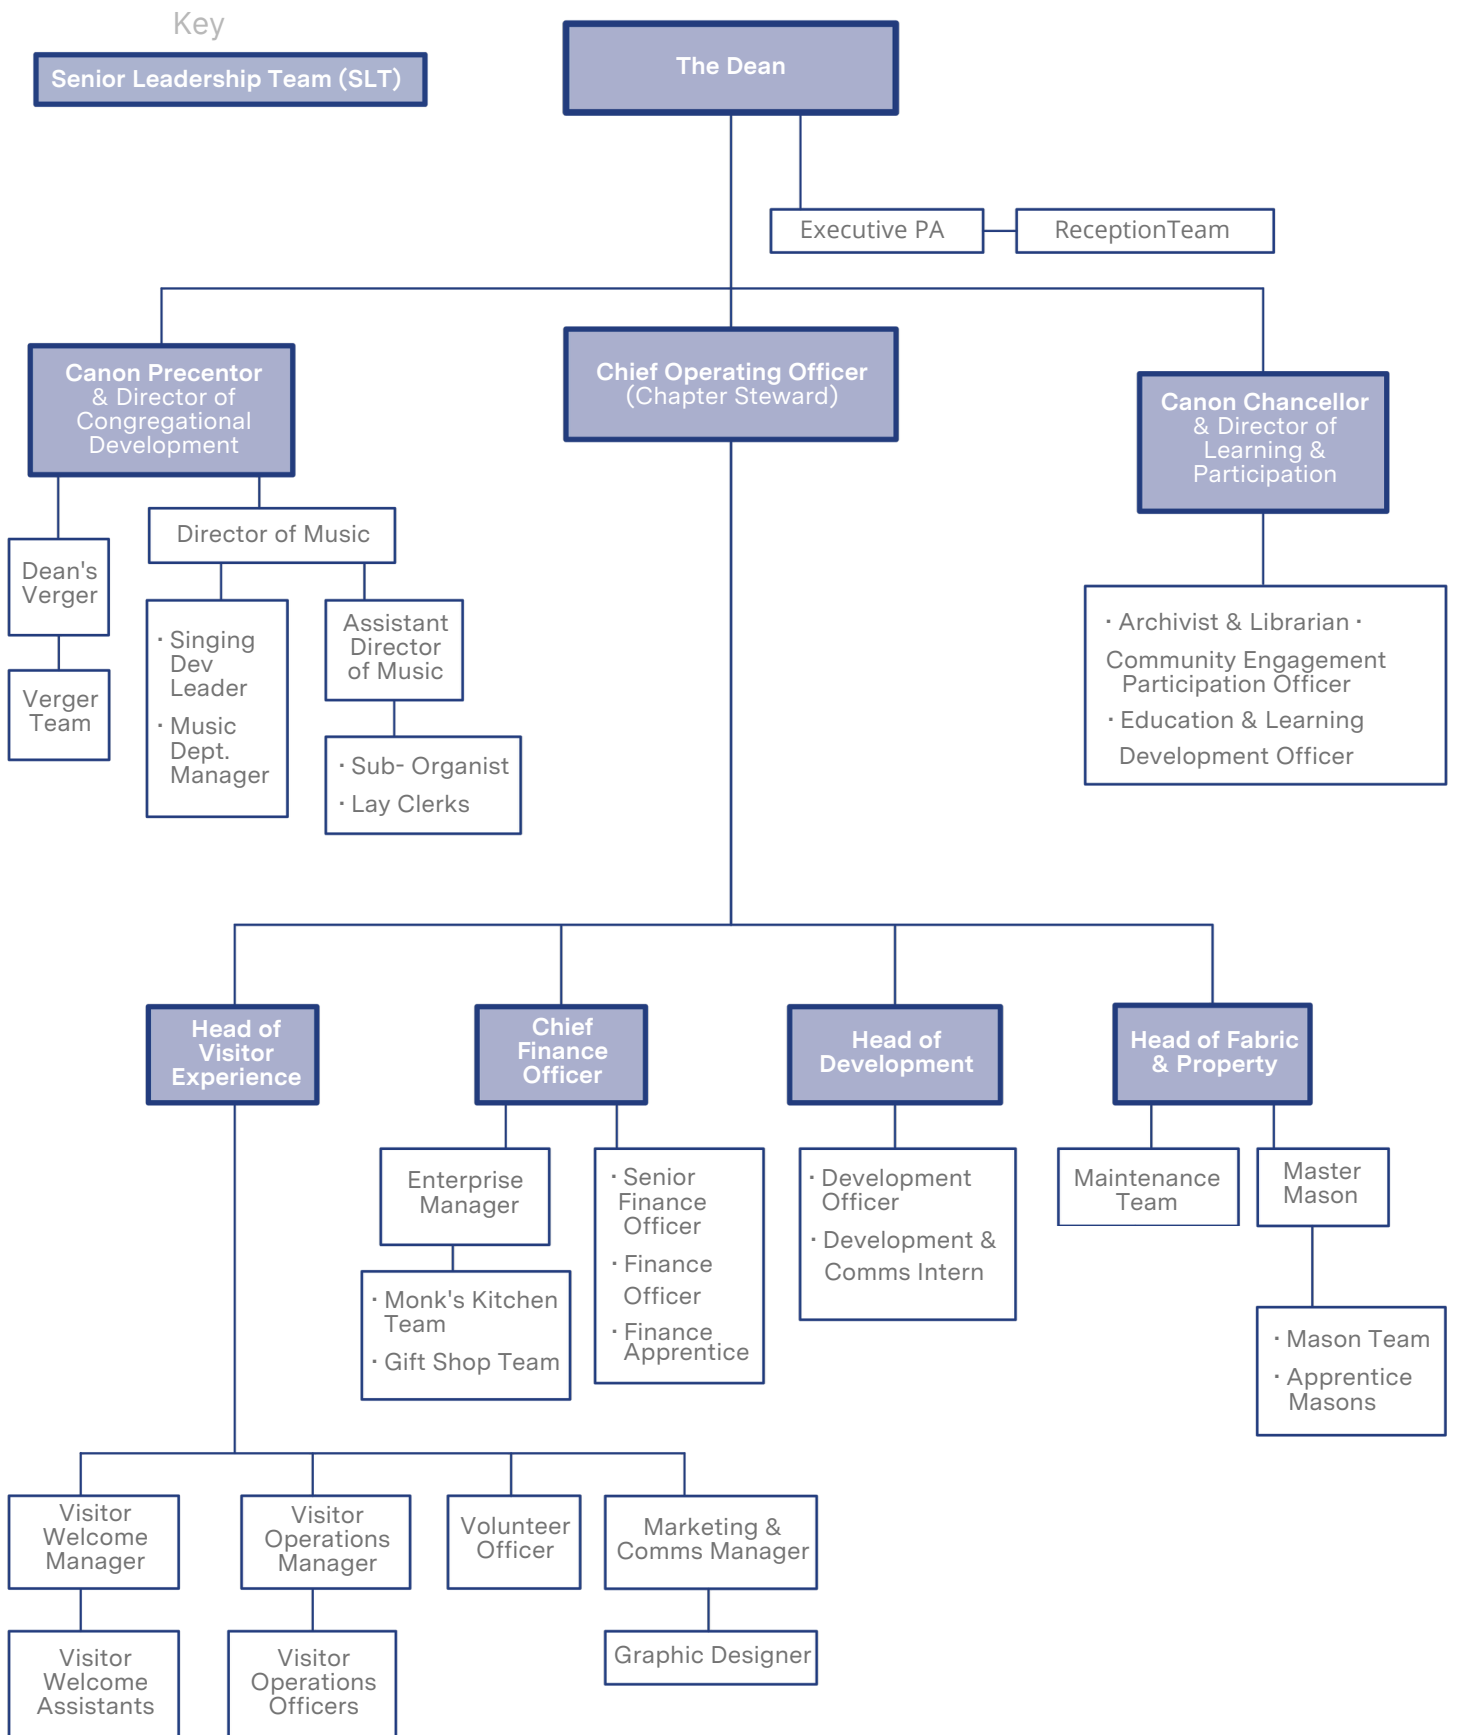 Key
Senior Leadership Team (SLT)
The Dean
Executive PA
ReceptionTeam
Canon Precentor
& Director of
Congregational
Development
Chief Operating Officer
(Chapter Steward)
Canon Chancellor
& Director of
Learning &
Participation
Dean's
Verger
Verger
Team
Director of Music
· Singing
Dev
Leader
· Music
Dept.
Manager
Assistant
Director
of Music
· Sub- Organist
· Lay Clerks
· Archivist & Librarian ·
Community Engagement
Participation Officer
· Education & Learning
Development Officer
Head of
Visitor
Experience
Chief
Finance
Officer
Head of
Development
Head of Fabric
& Property
Enterprise
Manager
· Monk's Kitchen
Team
· Gift Shop Team
· Senior
Finance
Officer
· Finance
Officer
· Finance
Apprentice
· Development
Officer
· Development &
Comms Intern
Maintenance
Team
Master
Mason
· Mason Team
· Apprentice
Masons
Visitor
Welcome
Manager
Visitor
Operations
Manager
Volunteer
Officer
Marketing &
Comms Manager
Visitor
Welcome
Assistants
Visitor
Operations
Officers
Graphic Designer